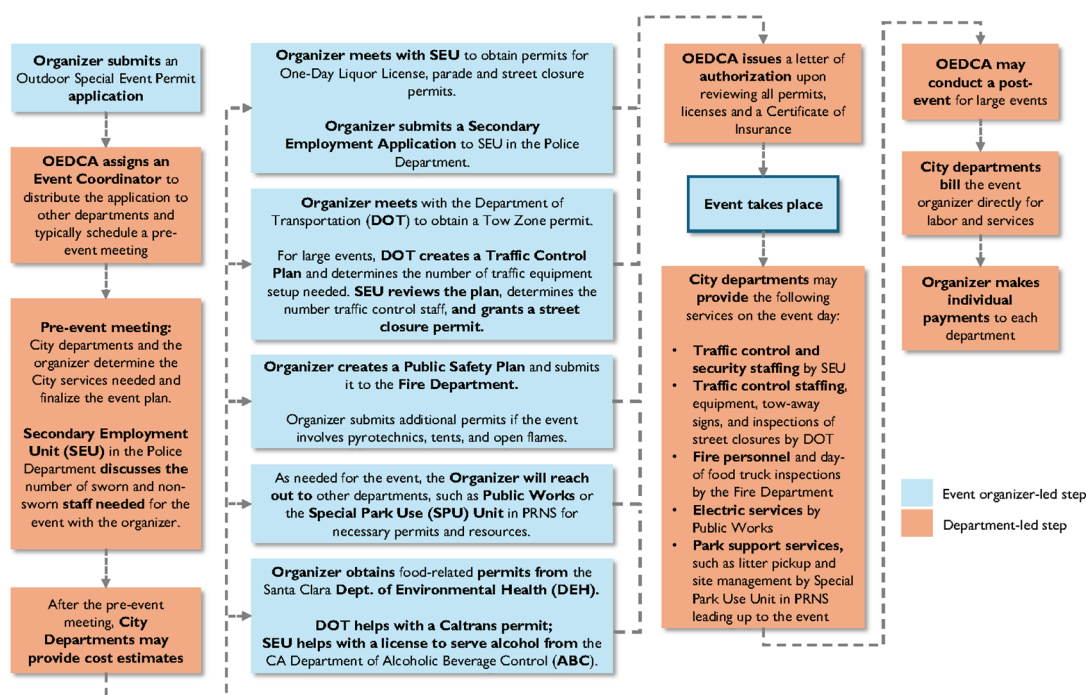 Organizer submits an
Outdoor Special Event Permit
application
OEDCA assigns an
Event Coordinator to
distribute the application to
other departments and
typically schedule a pre-
event meeting
Pre-event meeting:
City departments and the
organizer determine the
City services needed and
finalize the event plan.
Secondary Employment
Unit (SEU) in the Police
Department discusses the
number of sworn and non-
sworn staff needed for the
event with the organizer.
After the pre-event
meeting, City
Departments may
provide cost estimates
Organizer meets with SEU to obtain permits for
One-Day Liquor License, parade and street closure
permits.
Organizer submits a Secondary
Employment Application to SEU in the Police
Department.
Organizer meets with the Department of
Transportation (DOT) to obtain a Tow Zone permit.
For large events, DOT creates a Traffic Control
Plan and determines the number of traffic equipment
setup needed. SEU reviews the plan, determines the
number traffic control staff, and grants a street
closure permit.
Organizer creates a Public Safety Plan and submits
it to the Fire Department.
Organizer submits additional permits if the event
involves pyrotechnics, tents, and open flames.
As needed for the event, the Organizer will reach
out to other departments, such as Public Works or
the Special Park Use (SPU) Unit in PRNS for
necessary permits and resources.
Organizer obtains food-related permits from the
Santa Clara Dept. of Environmental Health (DEH).
DOT helps with a Caltrans permit;
SEU helps with a license to serve alcohol from the
CA Department of Alcoholic Beverage Control (ABC).
OEDCA issues a letter of
authorization upon
reviewing all permits,
licenses and a Certificate of
Insurance
Event takes place
City departments may
provide the following
services on the event day:
• Traffic control and
security staffing by SEU
• Traffic control staffing,
equipment, tow-away
signs, and inspections of
street closures by DOT
• Fire personnel and day-
of food truck inspections
by the Fire Department
• Electric services by
Public Works
• Park support services,
such as litter pickup and
site management by Special
Park Use Unit in PRNS
leading up to the event
OEDCA may
conduct a post-
event for large events
City departments
bill the event
organizer directly for
labor and services
Organizer makes
individual
payments to each
department
Event organizer-led step
Department-led step